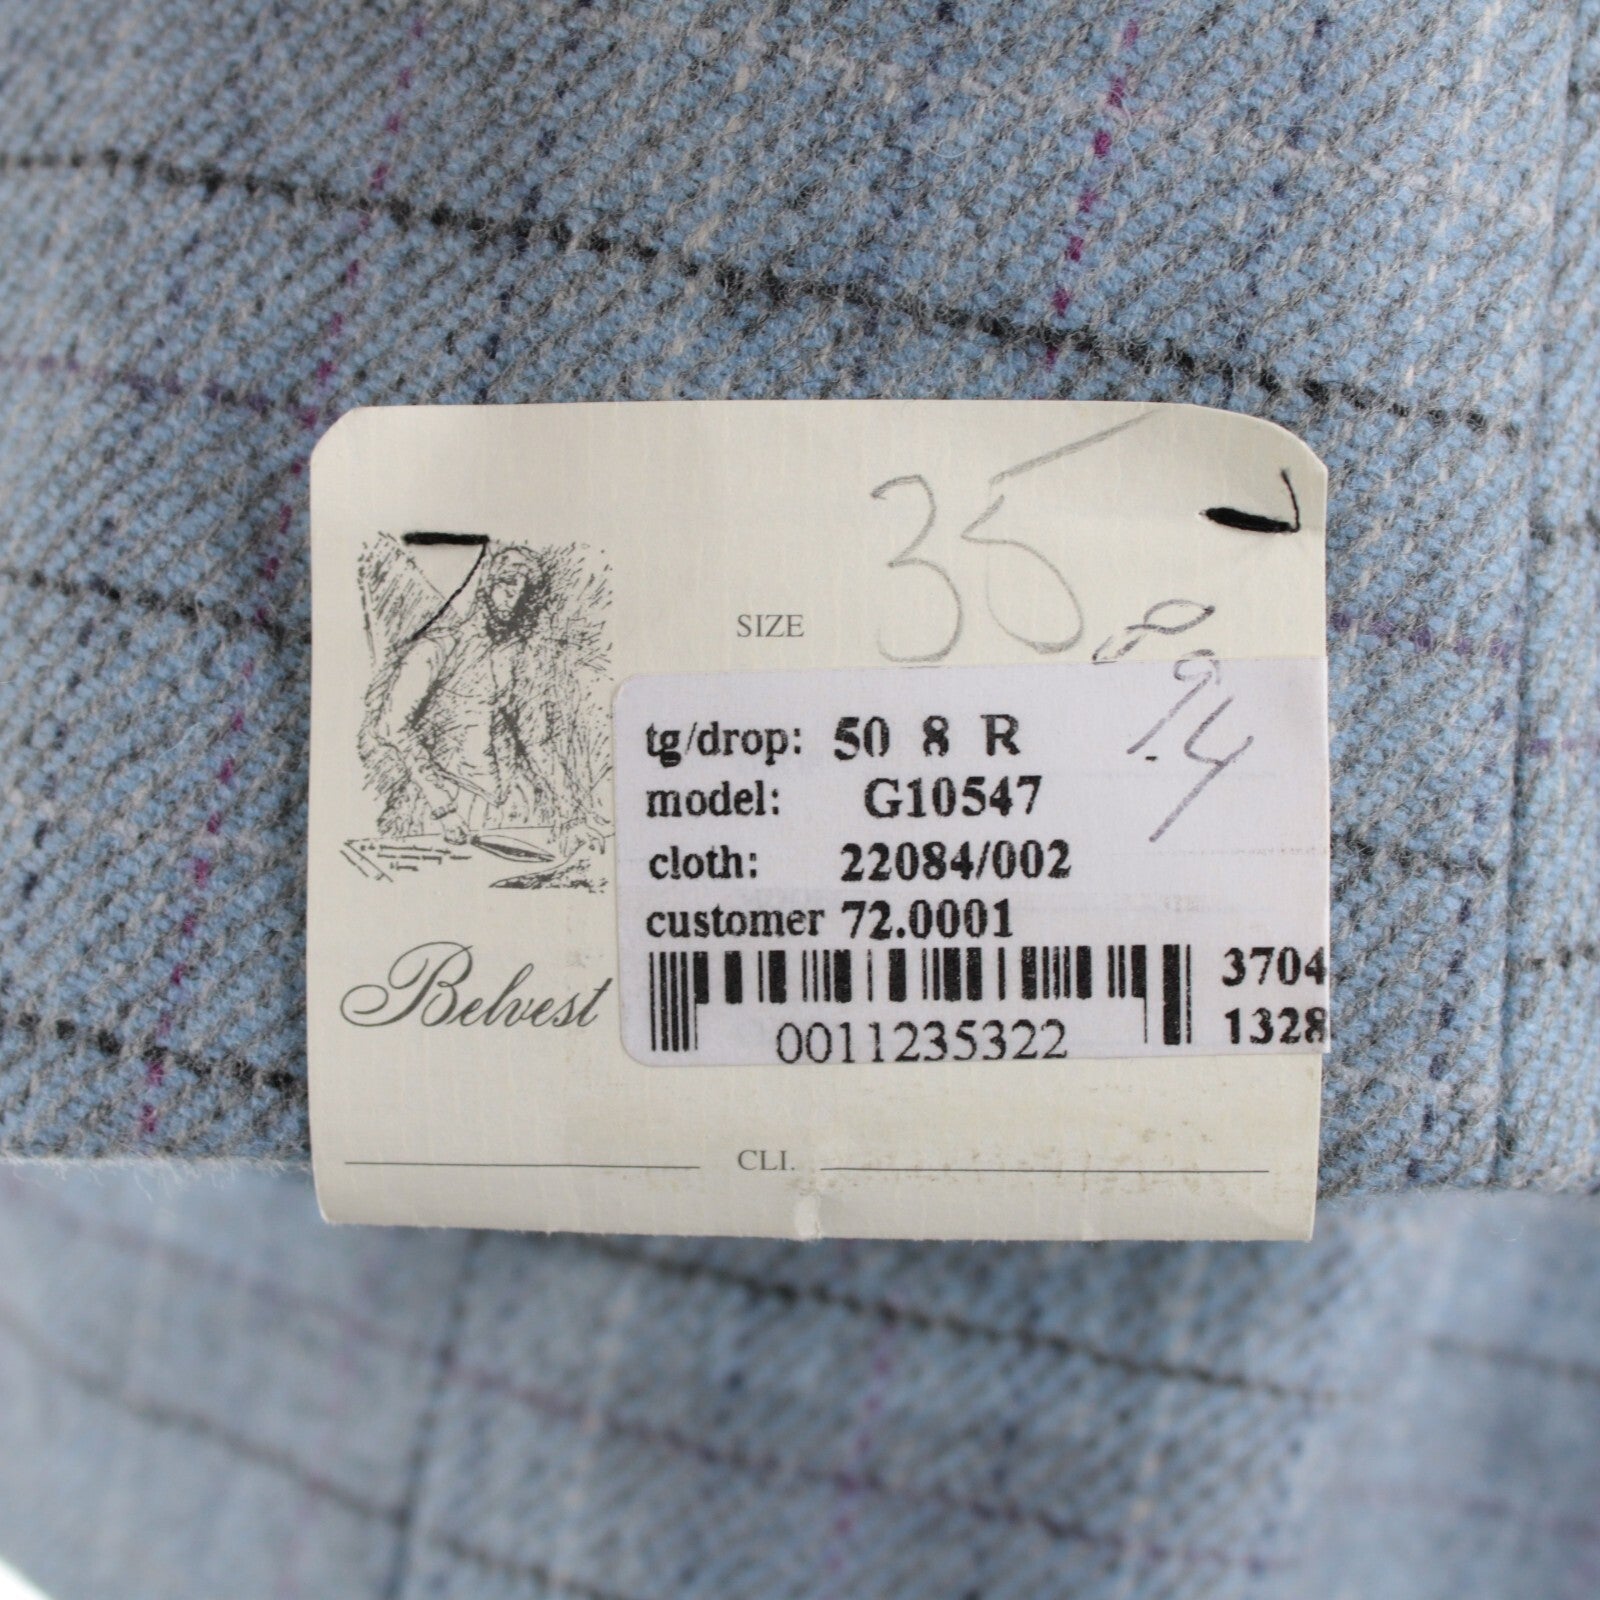 35
SIZE
tg/drop: 50 8 R
model: G10547
cloth: 22084/002
customer 72.0001
Belvest
3704
1328
0011235322
CLI.